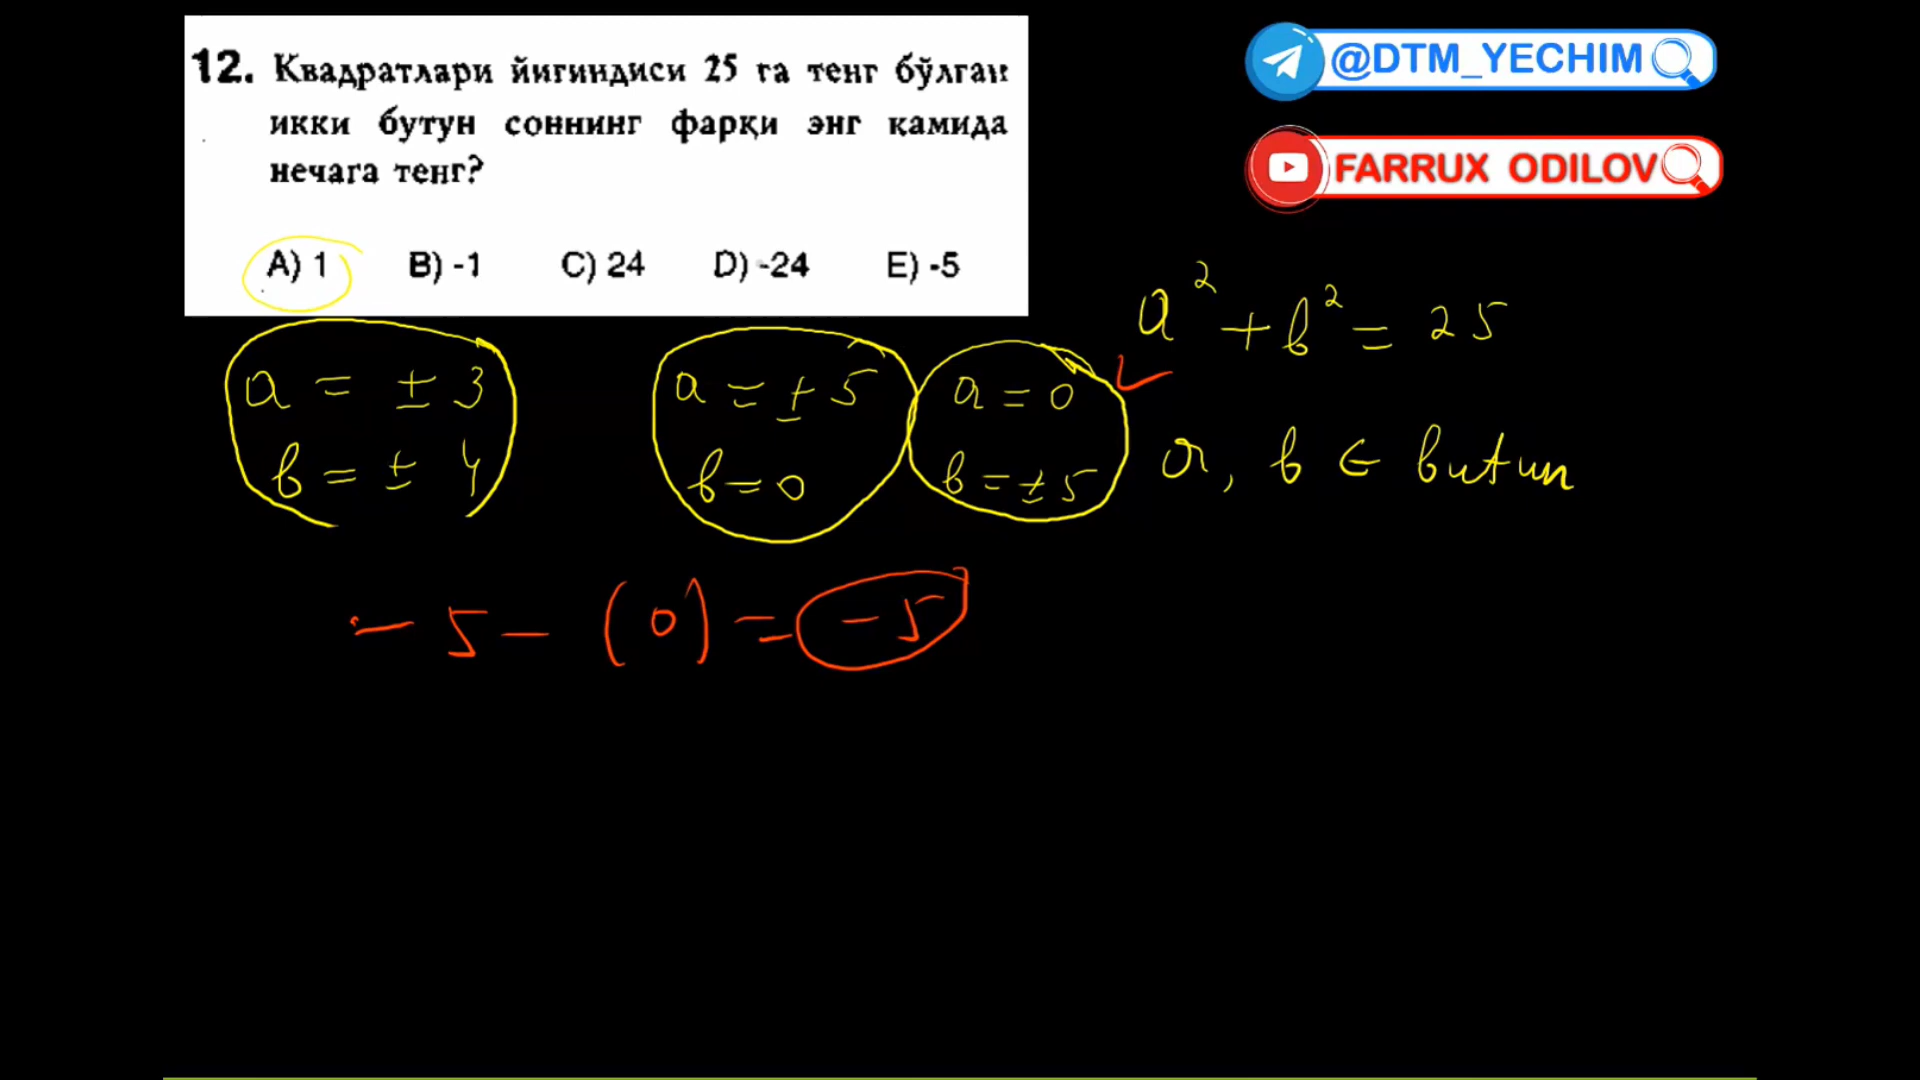 12. Квадратлари йигиндиси 25 га тенг бўлган
икки бутун соннинг фарқи энг камида
нечага тенг?
A) 1 B) -1 C) 24 D) -24 E) -5
@DTM_YECHIM
FARRUX ODILOV
a² + b² = 25
a, b ∈ butun
a = ± 3
b = ± 4
a = ± 5
b = 0
a = 0
b = ± 5
- 5 - (0) = -5